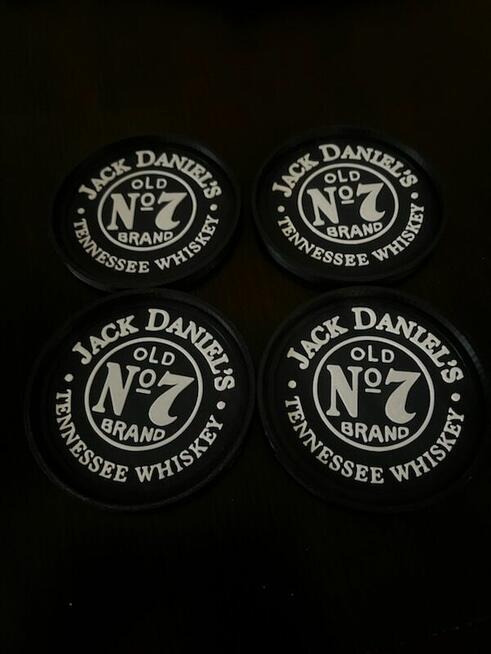 JACK DANIEL'S
OLD
Nº7
BRAND
• TENNESSEE WHISKEY •
JACK DANIEL'S
OLD
Nº7
BRAND
• TENNESSEE WHISKEY •
JACK DANIEL'S
OLD
Nº7
BRAND
• TENNESSEE WHISKEY •
JACK DANIEL'S
OLD
Nº7
BRAND
• TENNESSEE WHISKEY •